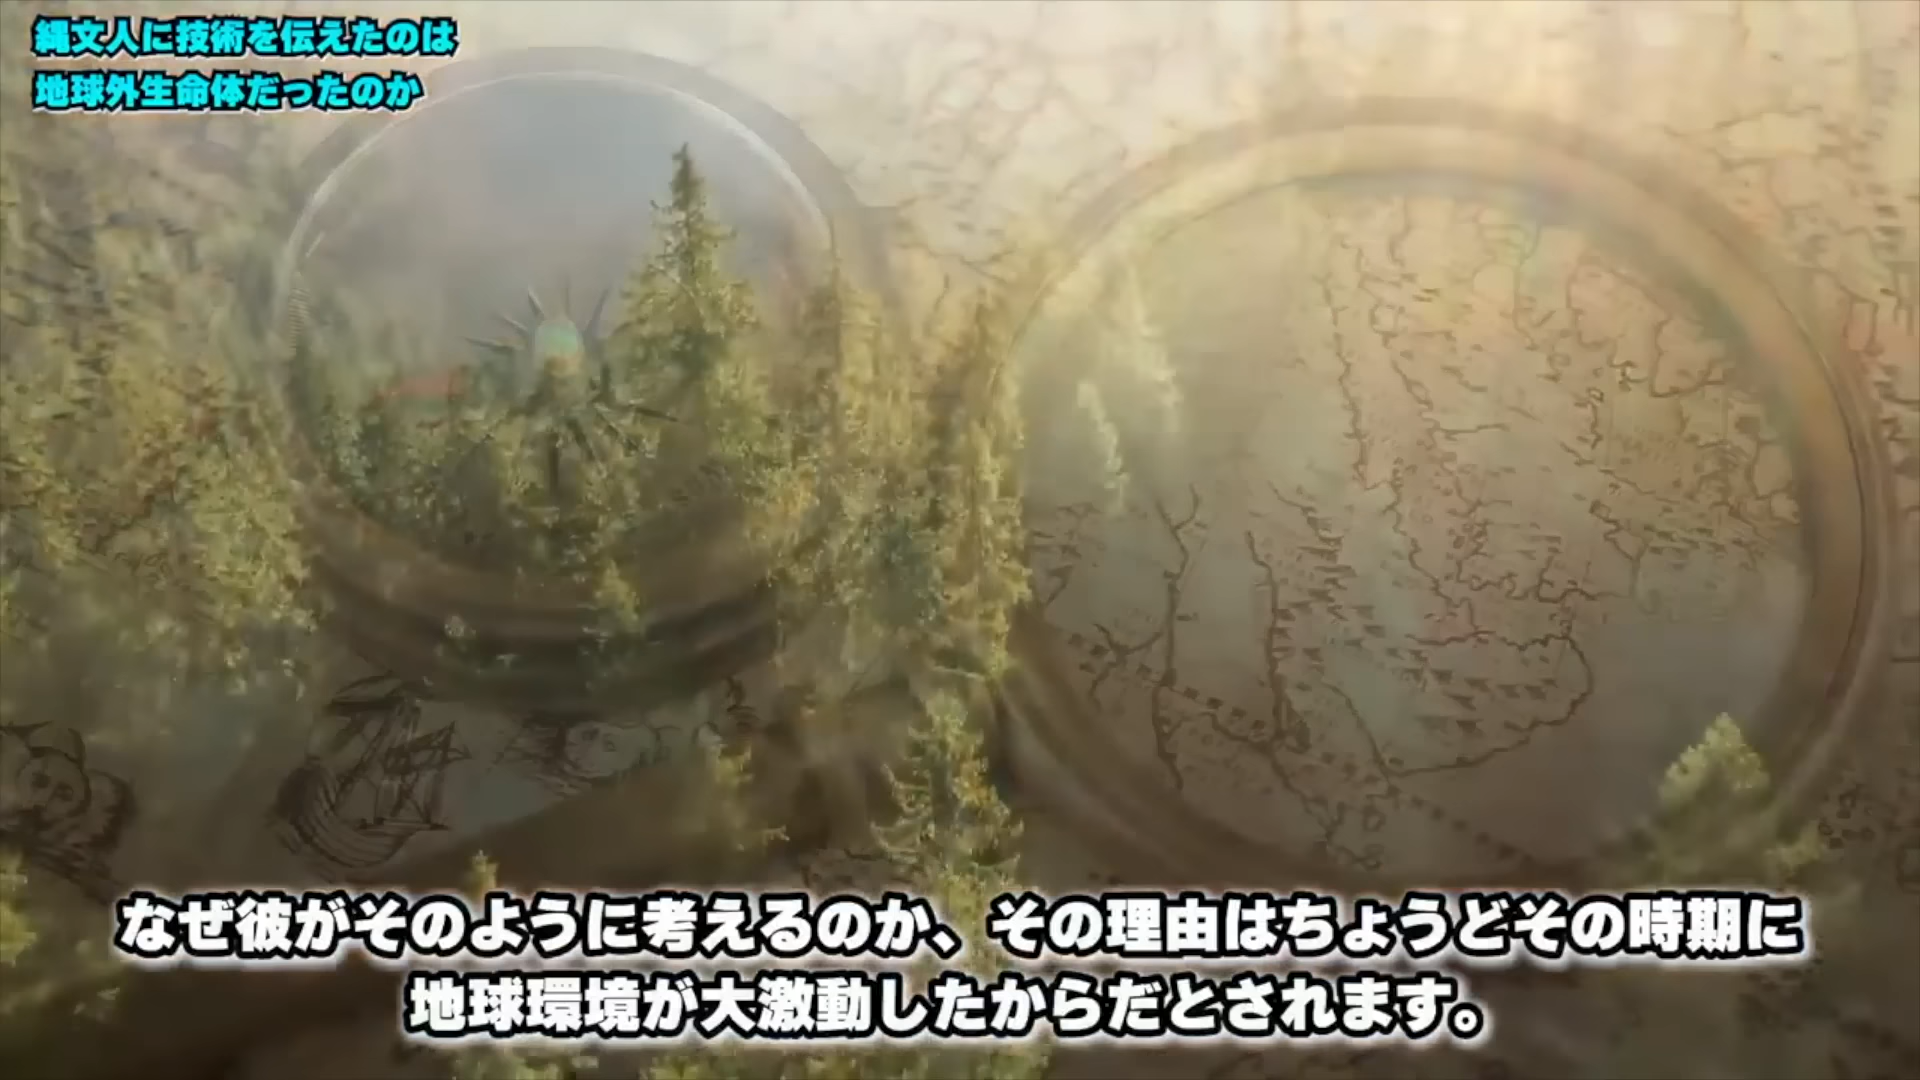 縄文人に技術を伝えたのは
地球外生命体だったのか
なぜ彼がそのように考えるのか、その理由はちょうどその時期に
地球環境が大激動したからだとされます。